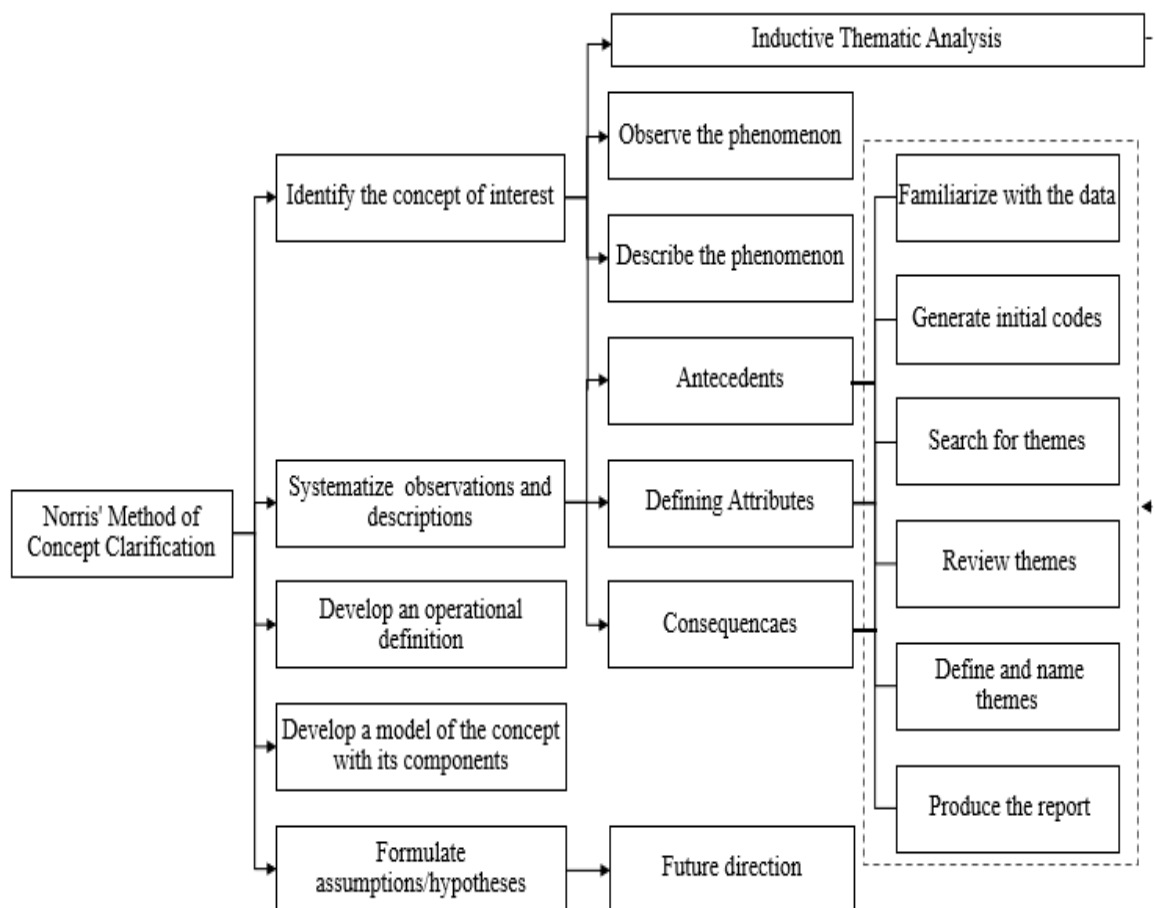 Norris' Method of
Concept Clarification
Identify the concept of interest
Systematize observations and
descriptions
Develop an operational
definition
Develop a model of the concept
with its components
Formulate
assumptions/hypotheses
Inductive Thematic Analysis
Observe the phenomenon
Describe the phenomenon
Antecedents
Defining Attributes
Consequencaes
Future direction
Familiarize with the data
Generate initial codes
Search for themes
Review themes
Define and name
themes
Produce the report